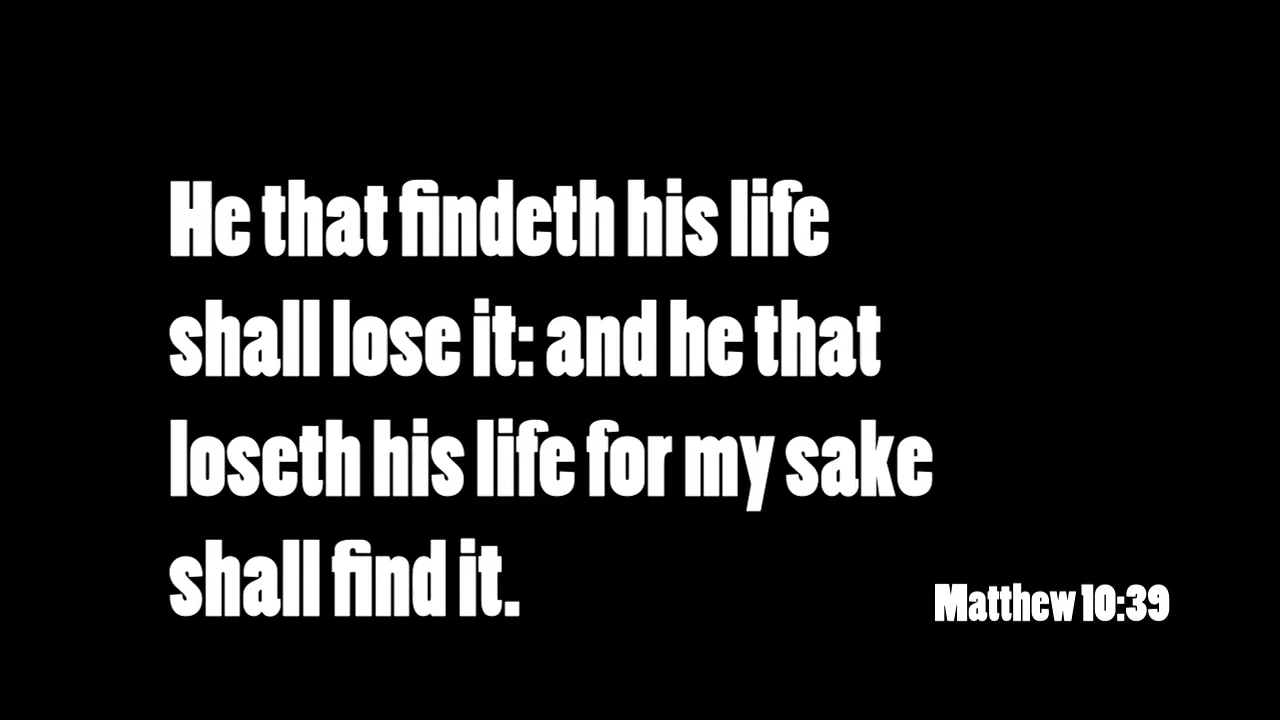 He that findeth his life
shall lose it: and he that
loseth his life for my sake
shall find it.
Matthew 10:39